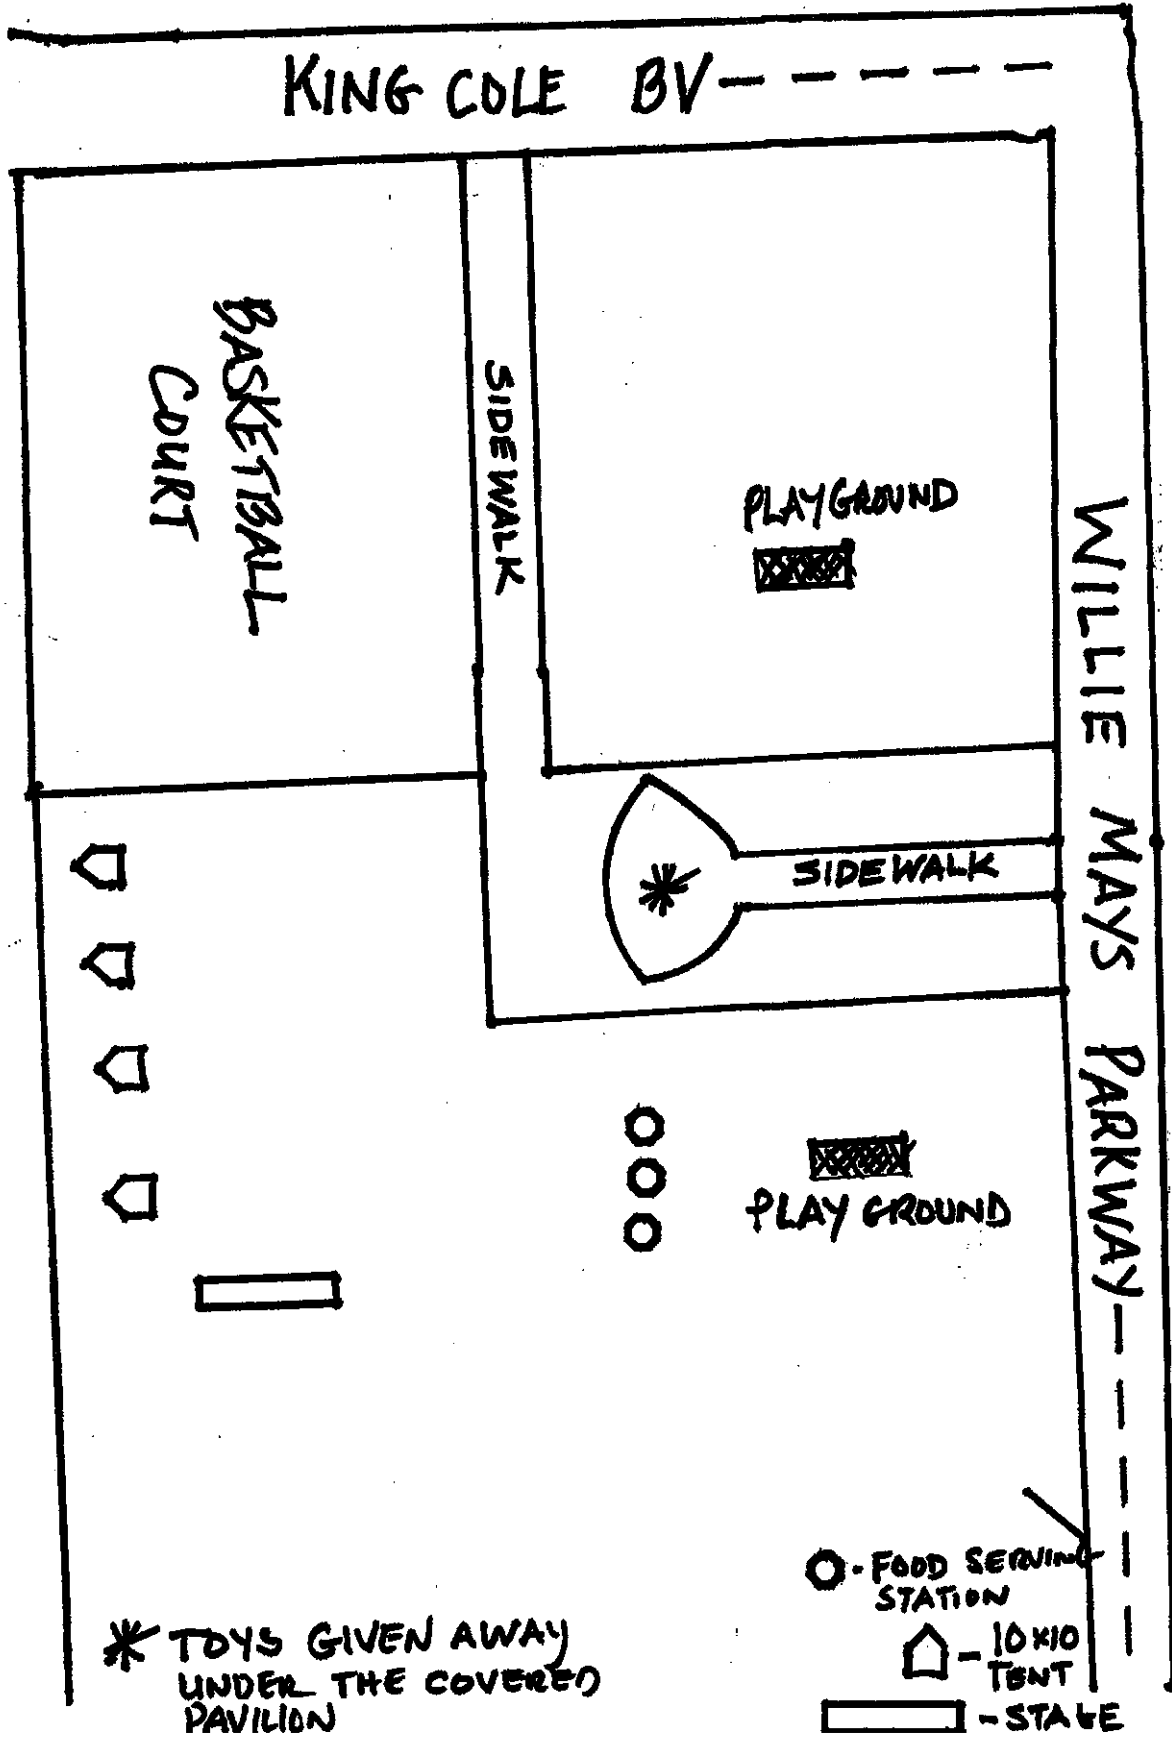 KING COLE BV
BASKETBALL
COURT
SIDEWALK
PLAYGROUND
WILLIE MAYS PARKWAY
SIDEWALK
PLAY GROUND
O - FOOD SERVING
STATION
TOYS GIVEN AWAY
UNDER THE COVERED
PAVILION
- 10x10
TENT
- STAGE